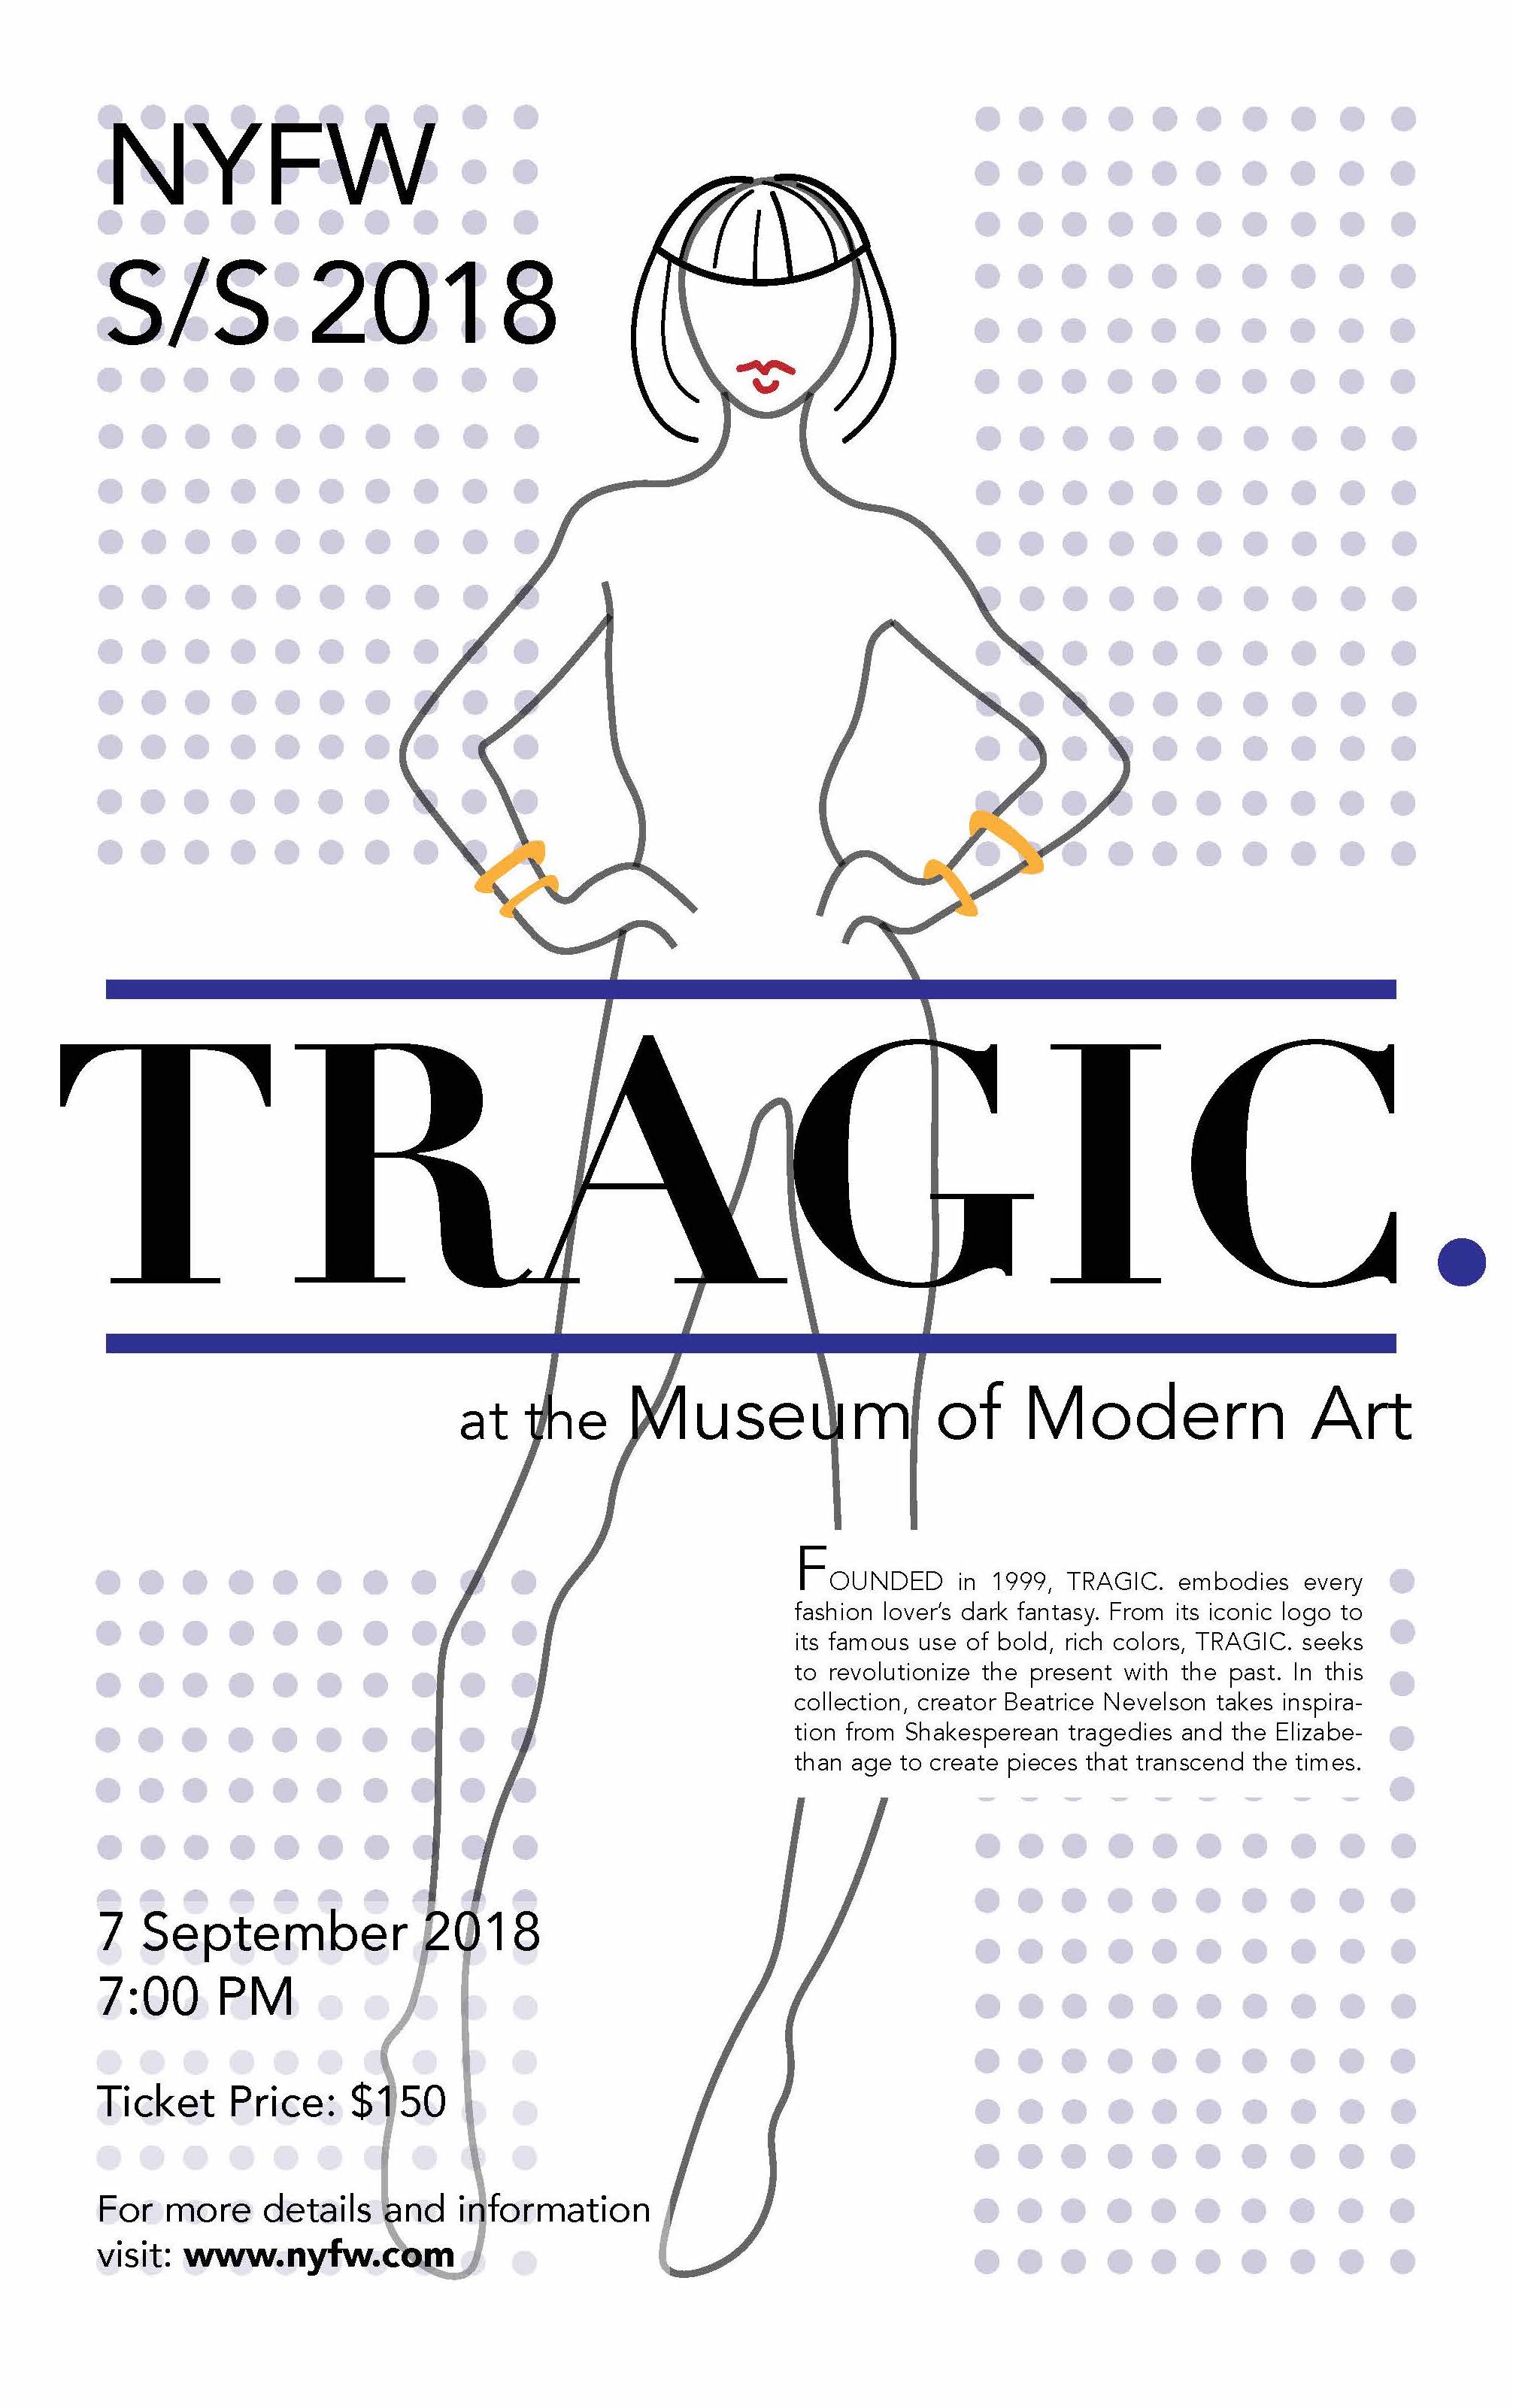 NYFW
S/S 2018
TRAGIC.
at the Museum of Modern Art
FOUNDED in 1999, TRAGIC. embodies every
fashion lover's dark fantasy. From its iconic logo to
its famous use of bold, rich colors, TRAGIC. seeks
to revolutionize the present with the past. In this
collection, creator Beatrice Nevelson takes inspira-
tion from Shakesperean tragedies and the Elizabe-
than age to create pieces that transcend the times.
7 September 2018
7:00 PM
Ticket Price: $150
For more details and information
visit: www.nyfw.com